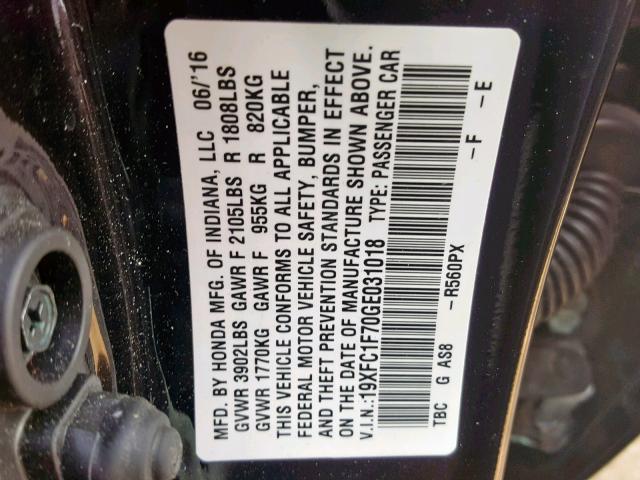 MFD. BY HONDA MFG. OF INDIANA, LLC 06/'16
GVWR 3902LBS GAWR F 2105LBS R 1808LBS
GVWR 1770KG GAWR F 955KG R 820KG
THIS VEHICLE CONFORMS TO ALL APPLICABLE
FEDERAL MOTOR VEHICLE SAFETY, BUMPER,
AND THEFT PREVENTION STANDARDS IN EFFECT
ON THE DATE OF MANUFACTURE SHOWN ABOVE.
V.I.N.:19XFC1F70GE031018 TYPE: PASSENGER CAR
TBC G AS8 -R560PX -F -E